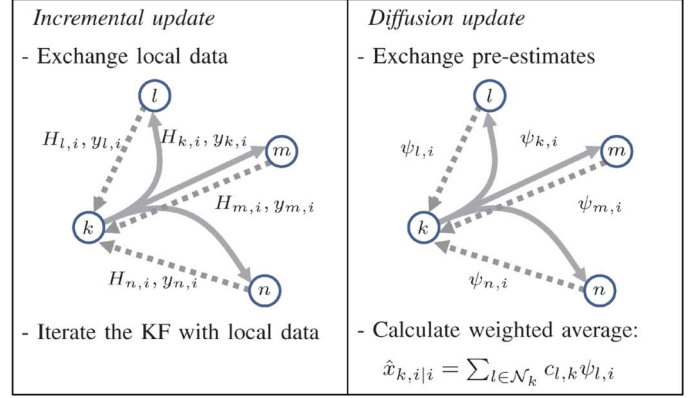 Incremental update
- Exchange local data
l
H_{l,i}, y_{l,i}
H_{k,i}, y_{k,i}
m
H_{m,i}, y_{m,i}
k
H_{n,i}, y_{n,i}
n
- Iterate the KF with local data
Diffusion update
- Exchange pre-estimates
l
ψ_{l,i}
ψ_{k,i}
m
ψ_{m,i}
k
ψ_{n,i}
n
- Calculate weighted average:
x̂_{k,i|i} = ∑_{l∈𝒩_k} c_{l,k} ψ_{l,i}